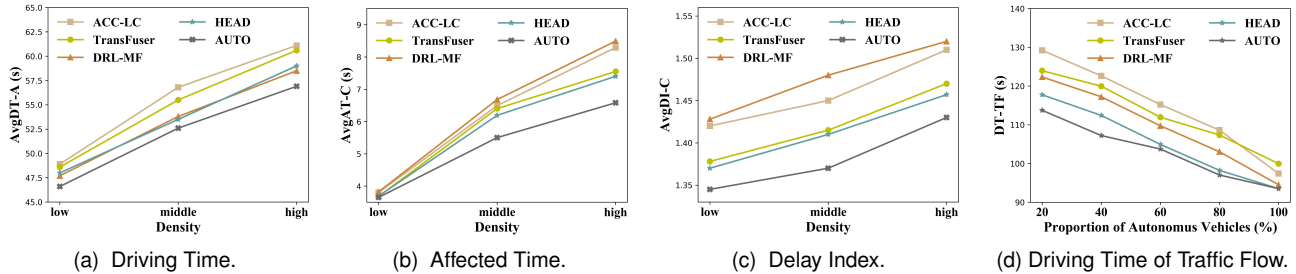 AvgDT-A (s)
65.0
62.5
60.0
57.5
55.0
52.5
50.0
47.5
45.0
ACC-LC
TransFuser
DRL-MF
HEAD
AUTO
low middle high
Density
(a) Driving Time.
AvgAT-C (s)
9
8
7
6
5
4
ACC-LC
TransFuser
DRL-MF
HEAD
AUTO
low middle high
Density
(b) Affected Time.
AvgDI-C
1.55
1.50
1.45
1.40
1.35
ACC-LC
TransFuser
DRL-MF
HEAD
AUTO
low middle high
Density
(c) Delay Index.
DT-TF (s)
140
130
120
110
100
90
ACC-LC
TransFuser
DRL-MF
HEAD
AUTO
20 40 60 80 100
Proportion of Autonomus Vehicles (%)
(d) Driving Time of Traffic Flow.